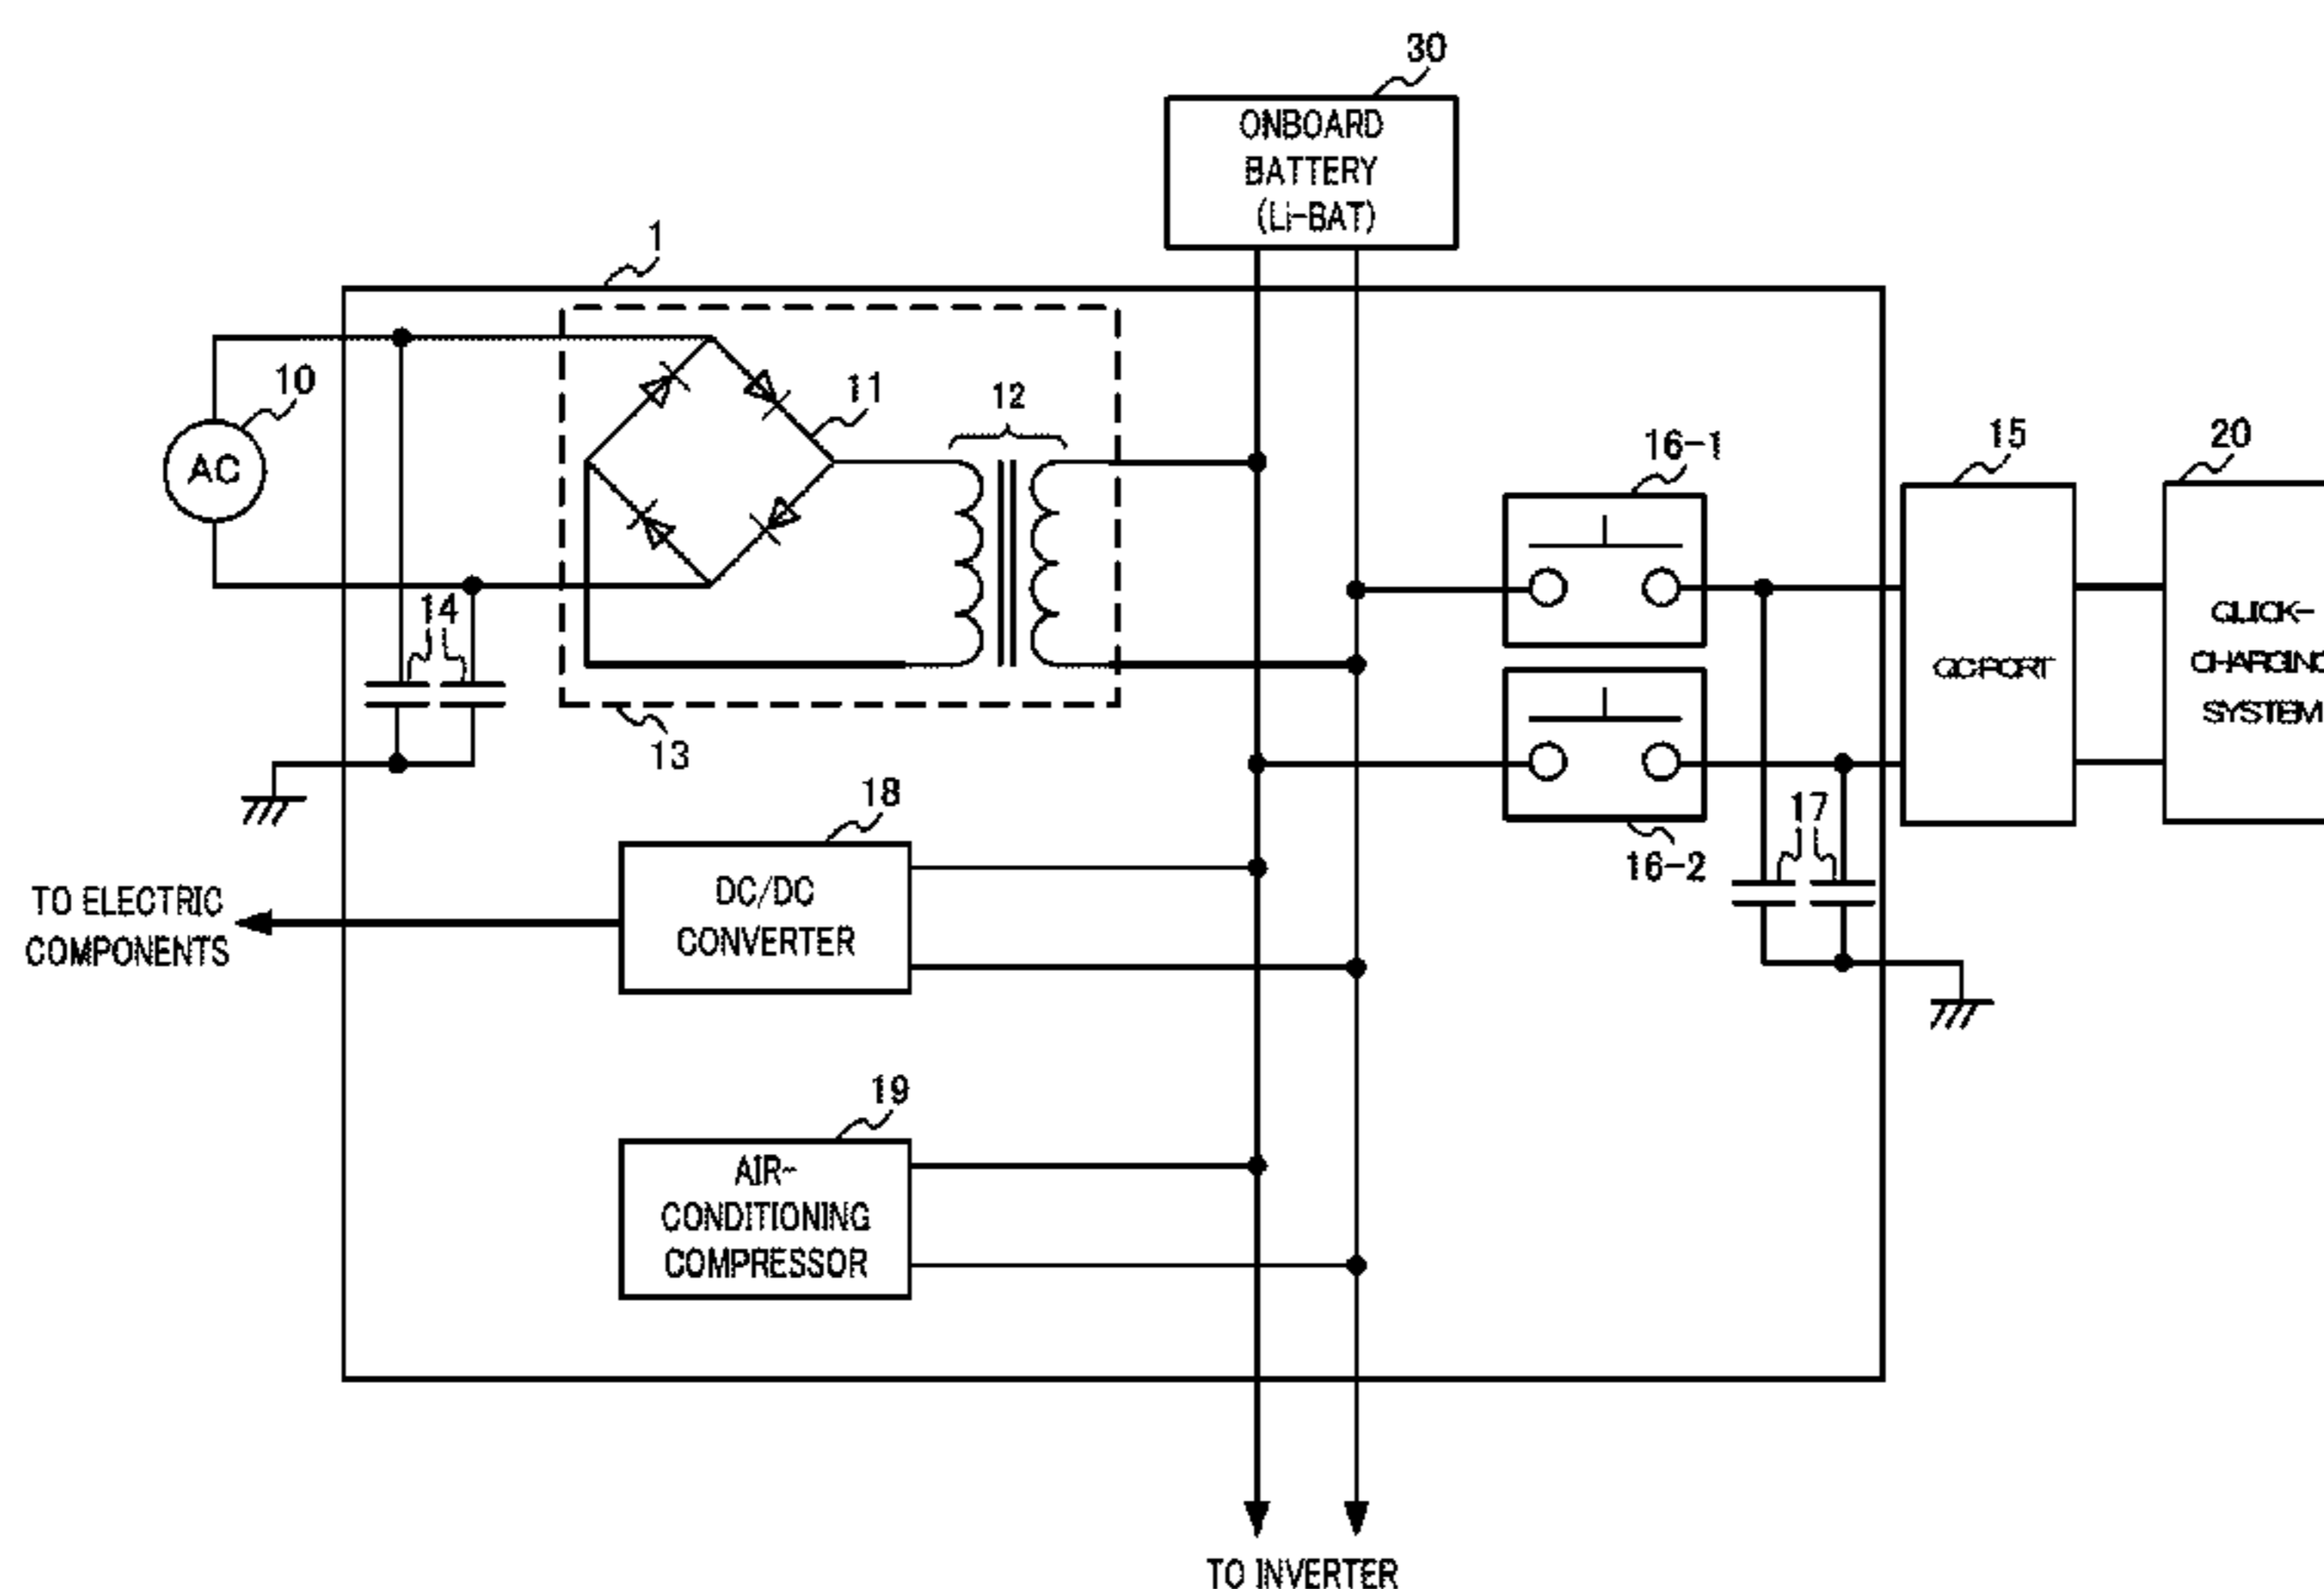 30
ONBOARD
BATTERY
(Li-BAT)
1
10
AC
11
12
13
14
16-1
16-2
15
QC PORT
20
QUICK-
CHARGING
SYSTEM
17
18
DC/DC
CONVERTER
TO ELECTRIC
COMPONENTS
19
AIR-
CONDITIONING
COMPRESSOR
TO INVERTER